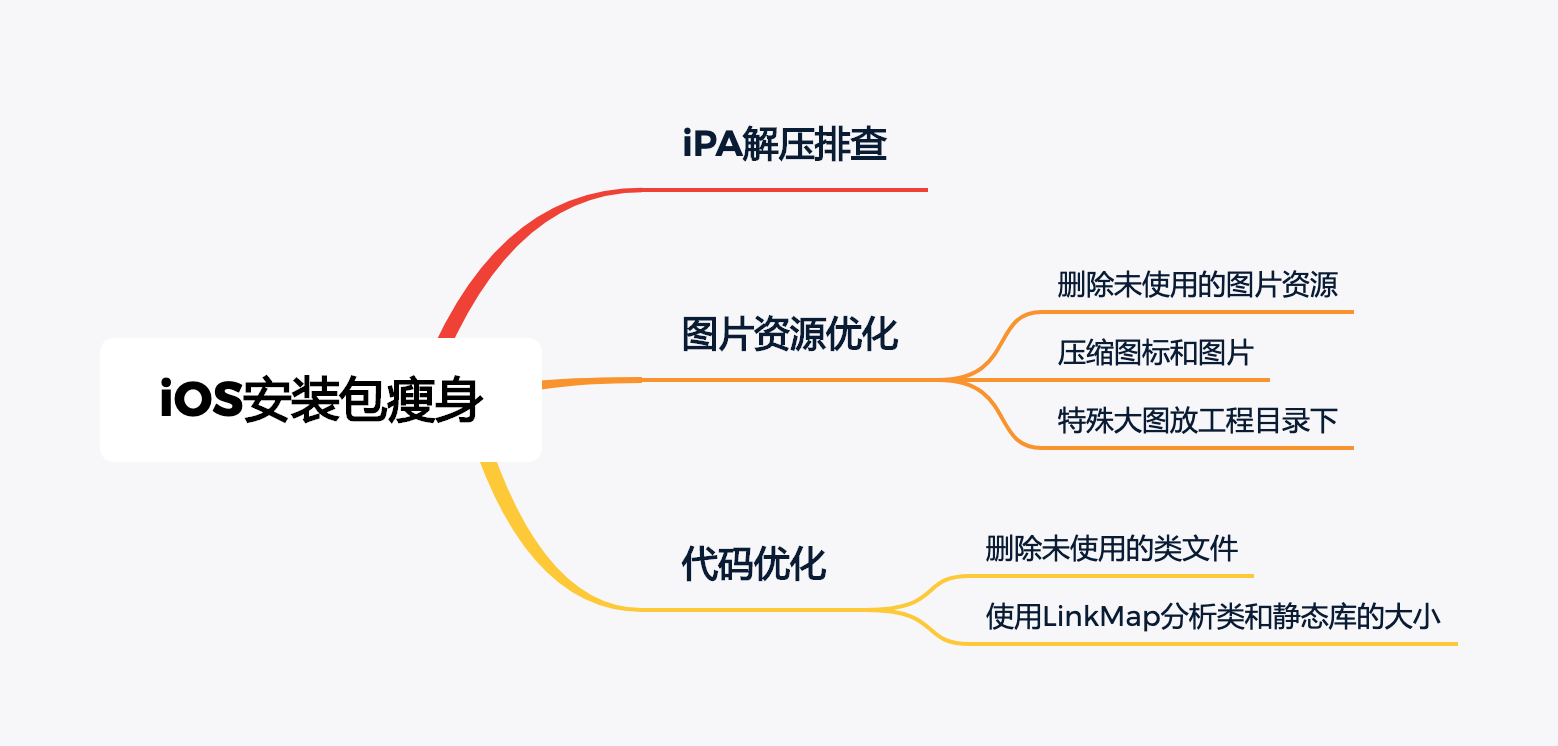 iPA解压排查
删除未使用的图片资源
图片资源优化
压缩图标和图片
iOS安装包瘦身
特殊大图放工程目录下
删除未使用的类文件
代码优化
使用LinkMap分析类和静态库的大小